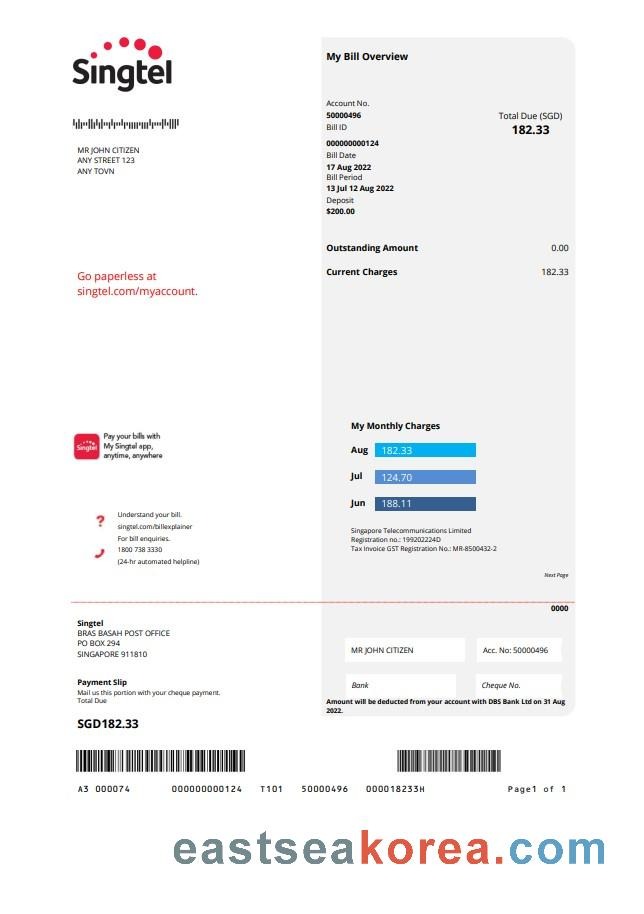 Singtel
MR JOHN CITIZEN
ANY STREET 123
ANY TOVN
Go paperless at
singtel.com/myaccount.
My Bill Overview
Account No.
50000496
Bill ID
000000000124
Bill Date
17 Aug 2022
Bill Period
13 Jul 12 Aug 2022
Deposit
$200.00
Total Due (SGD)
182.33
Outstanding Amount 0.00
Current Charges 182.33
Singtel
Pay your bills with
My Singtel app,
anytime, anywhere
? Understand your bill.
singtel.com/billexplainer
For bill enquiries.
1800 738 3330
(24-hr automated helpline)
My Monthly Charges
Aug 182.33
Jul 124.70
Jun 188.11
Singapore Telecommunications Limited
Registration no.: 199202224D
Tax Invoice GST Registration No.: MR-8500432-2
Next Page
0000
Singtel
BRAS BASAH POST OFFICE
PO BOX 294
SINGAPORE 911810
Payment Slip
Mail us this portion with your cheque payment.
Total Due
SGD182.33
MR JOHN CITIZEN
Acc. No: 50000496
Bank
Cheque No.
Amount will be deducted from your account with DBS Bank Ltd on 31 Aug
2022.
A3 000074 000000000124 T101 50000496 000018233H Page1 of 1
eastseakorea.com